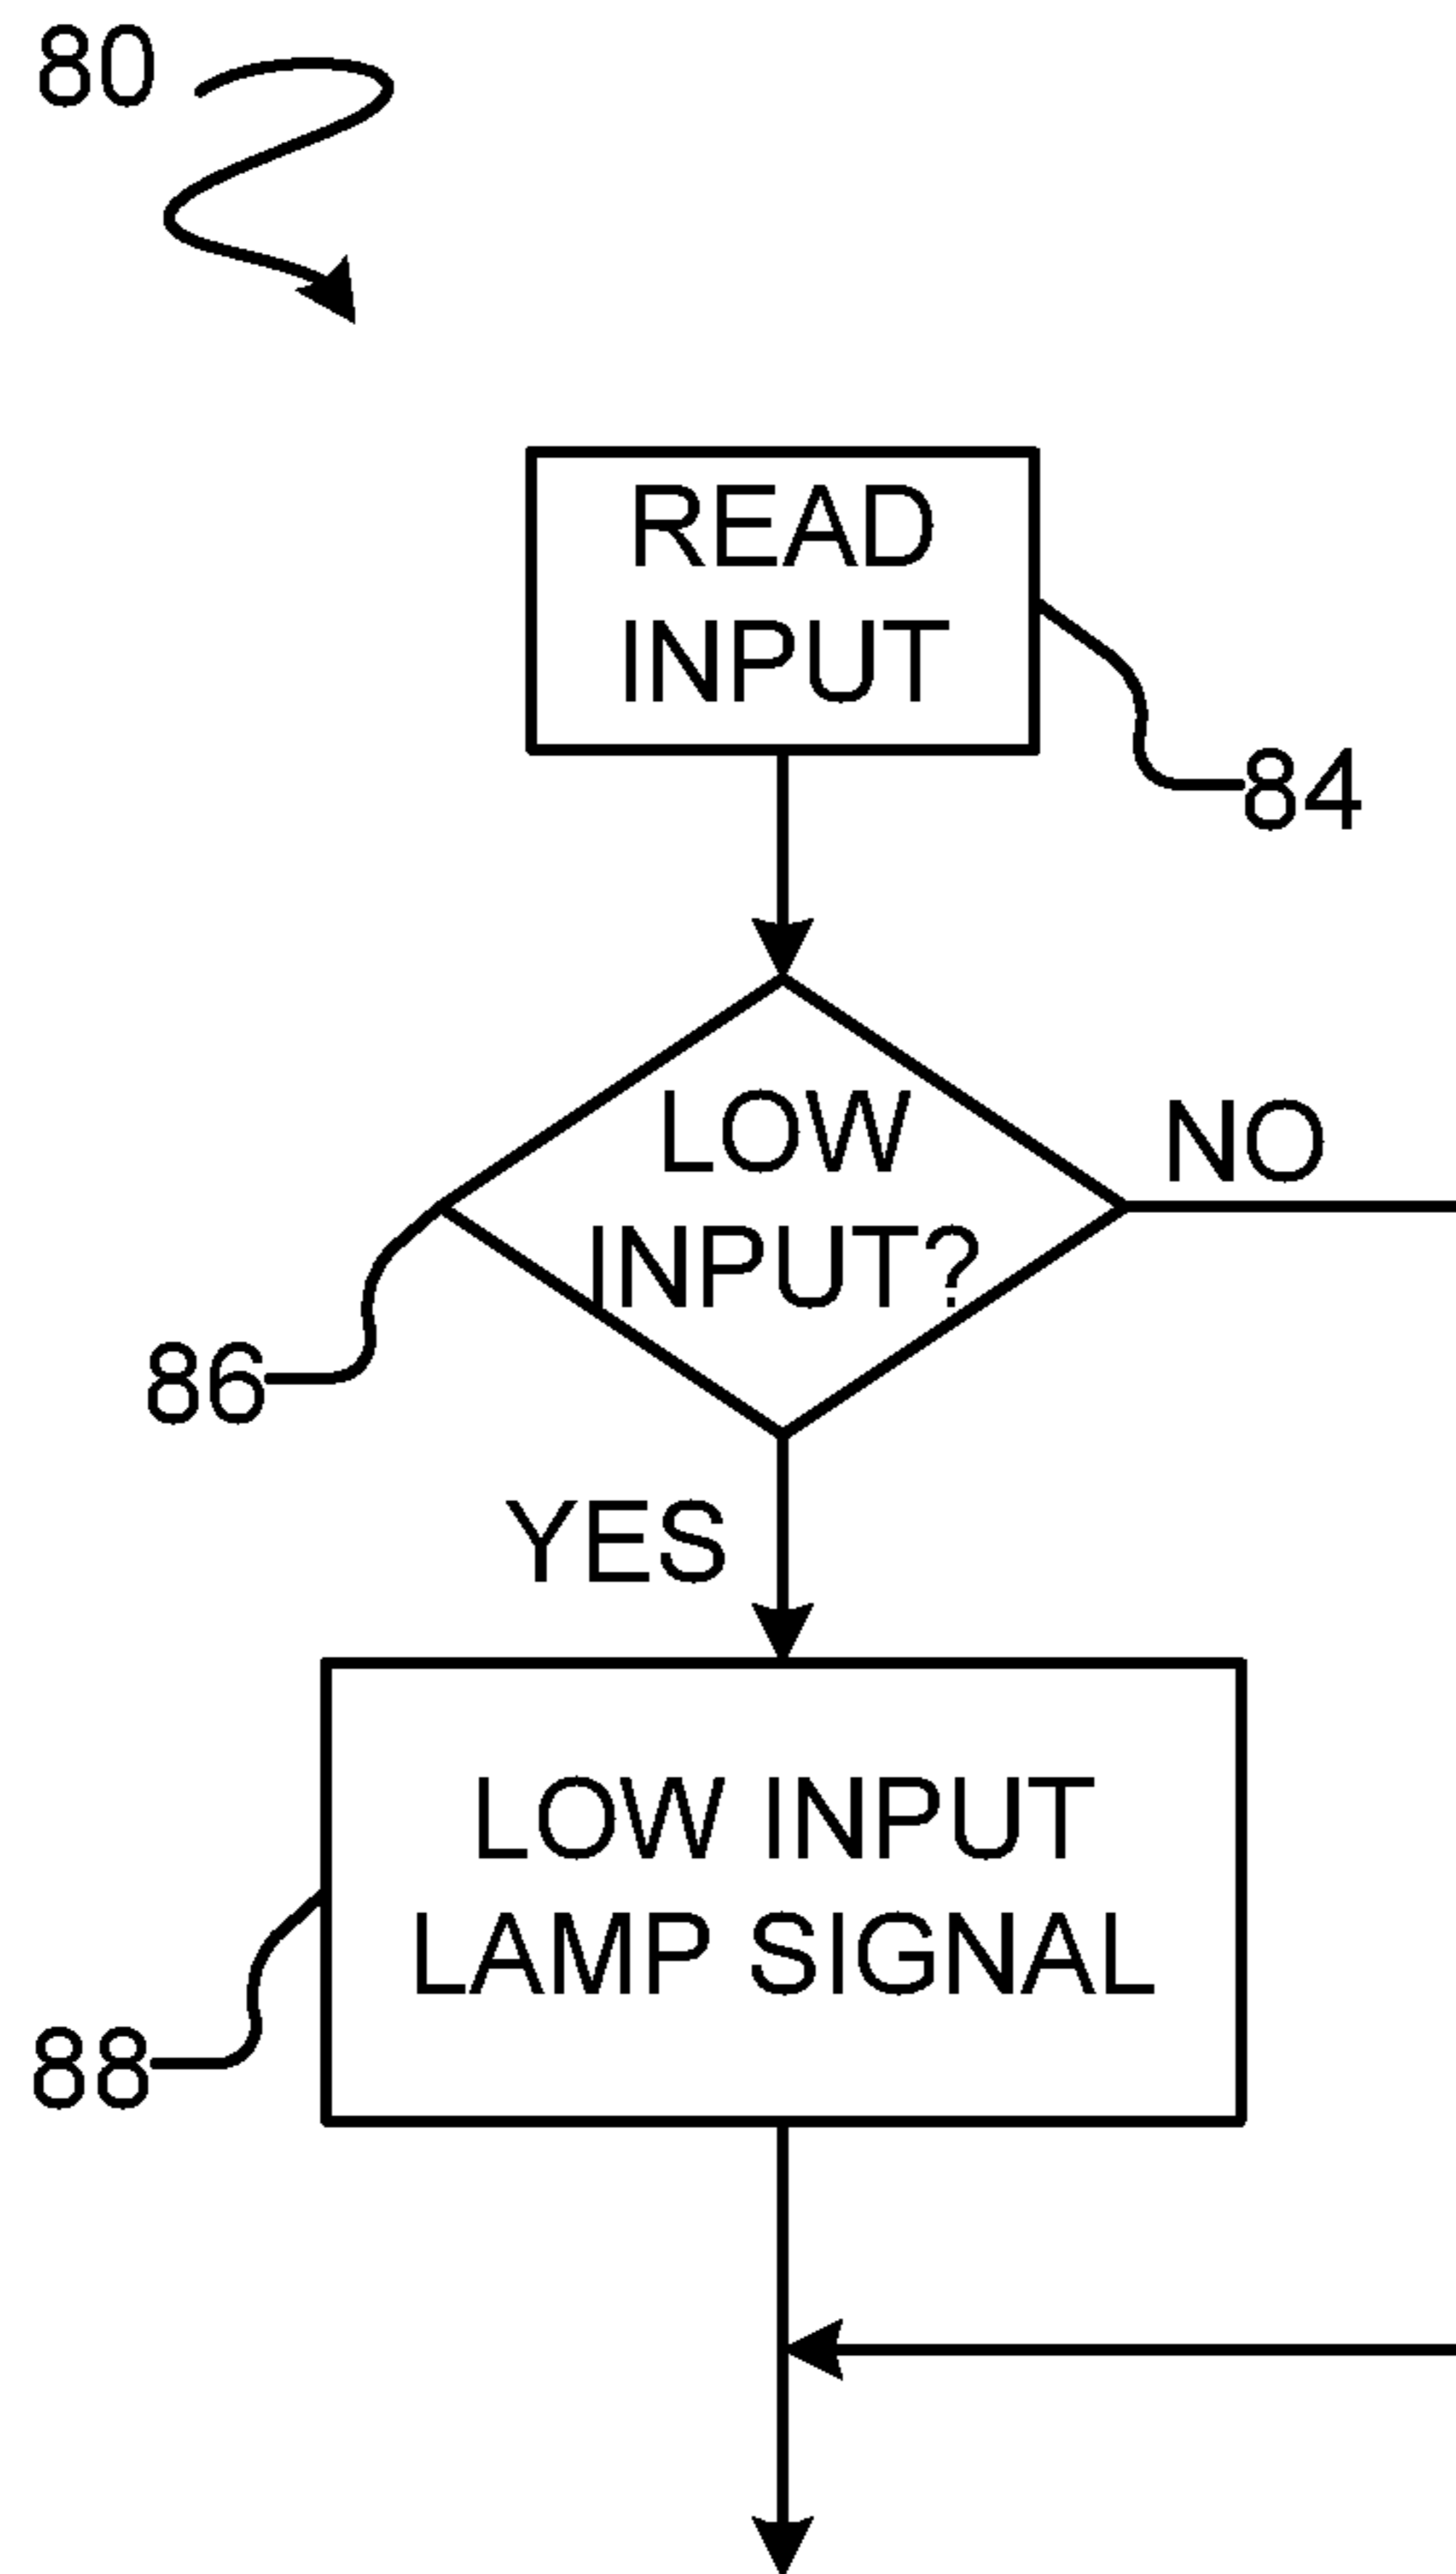 80
READ
INPUT
84
LOW
INPUT?
NO
86
YES
LOW INPUT
LAMP SIGNAL
88